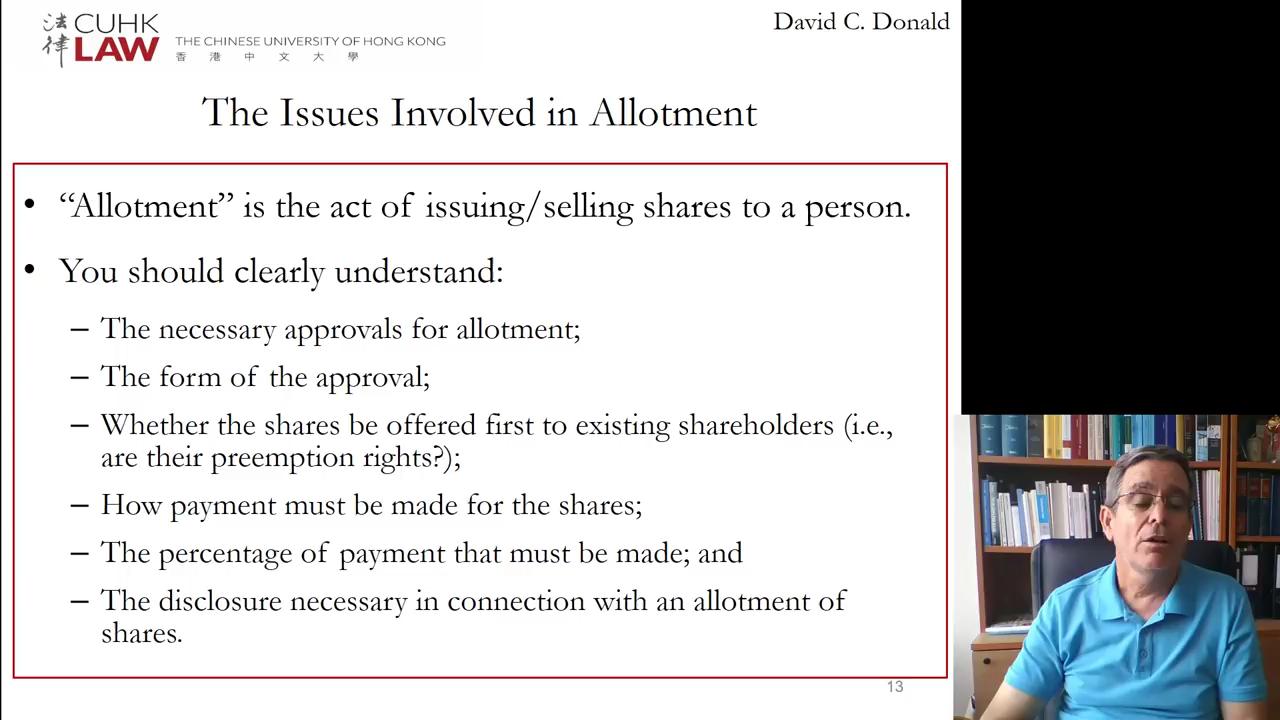 法律
CUHK
LAW
THE CHINESE UNIVERSITY OF HONG KONG
香 港 中 文 大 學
David C. Donald
The Issues Involved in Allotment
• “Allotment” is the act of issuing/selling shares to a person.
• You should clearly understand:
– The necessary approvals for allotment;
– The form of the approval;
– Whether the shares be offered first to existing shareholders (i.e.,
are their preemption rights?);
– How payment must be made for the shares;
– The percentage of payment that must be made; and
– The disclosure necessary in connection with an allotment of
shares.
13